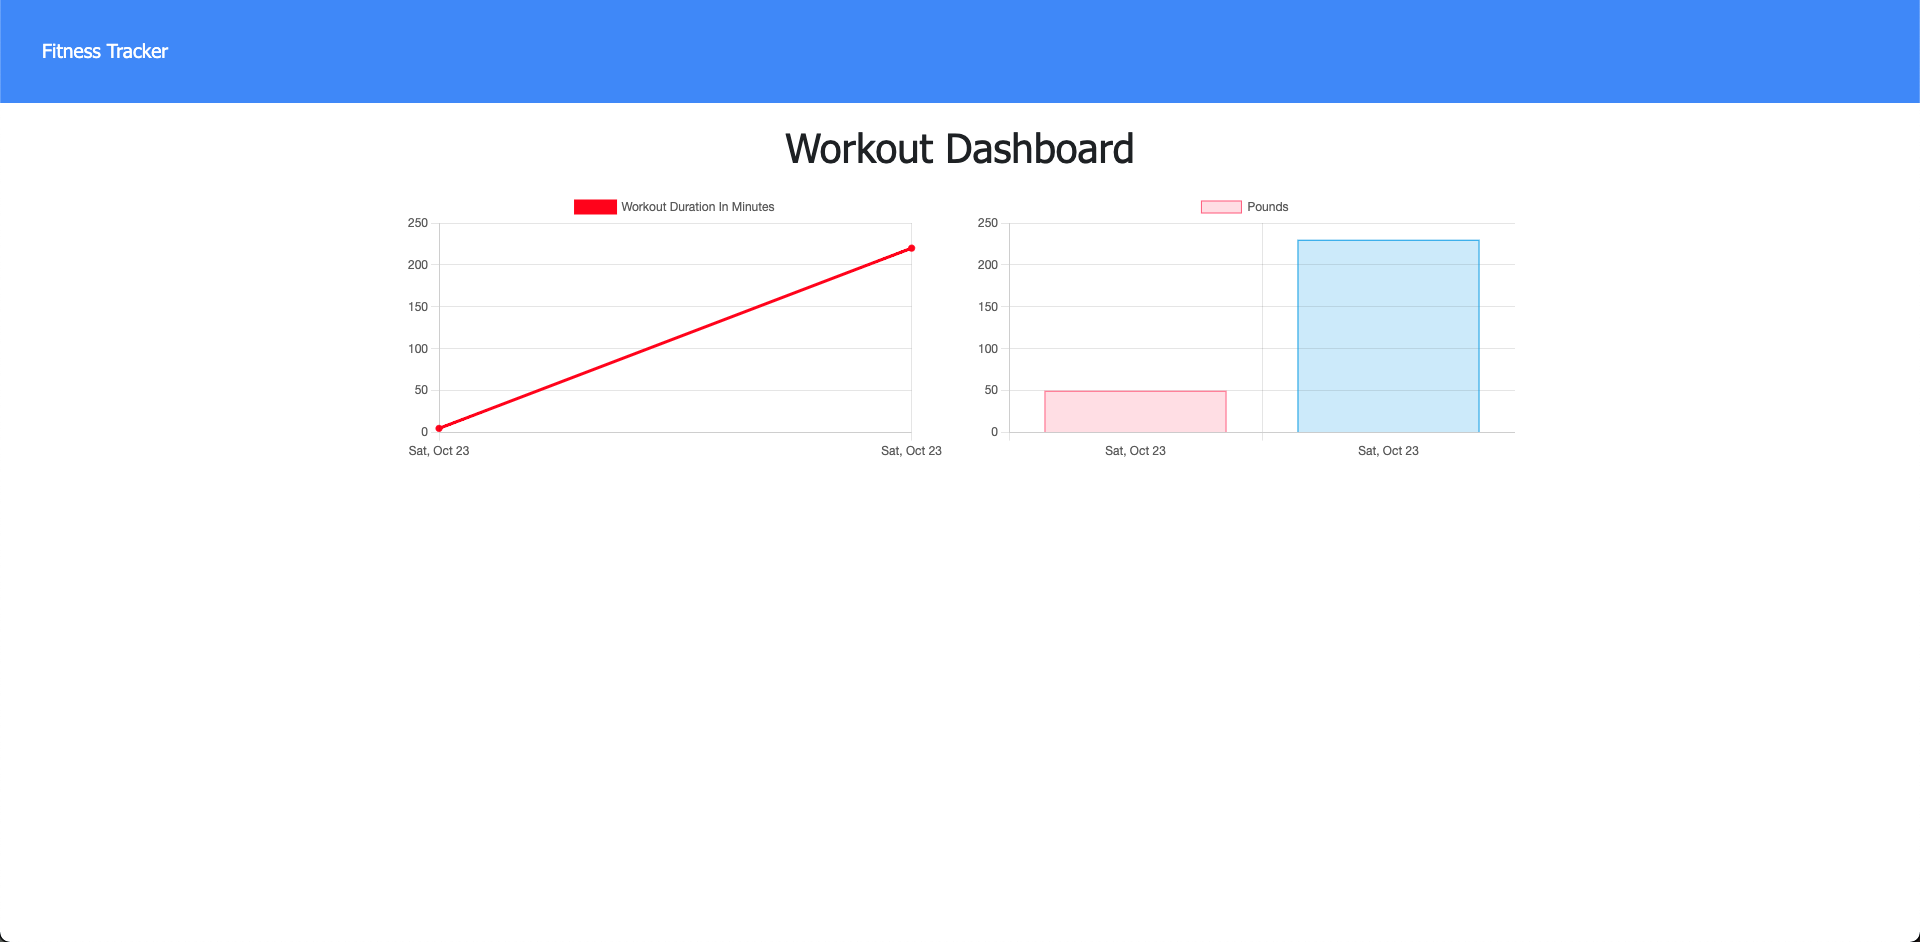 Fitness Tracker
Workout Dashboard
Workout Duration In Minutes
250
200
150
100
50
0
Sat, Oct 23 Sat, Oct 23
Pounds
250
200
150
100
50
0
Sat, Oct 23 Sat, Oct 23